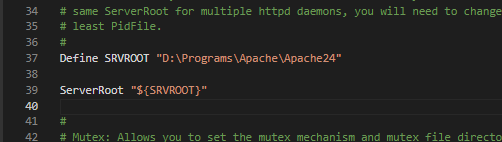 34 # same ServerRoot for multiple httpd daemons, you will need to change
35 # least PidFile.
36 #
37 Define SRVROOT "D:\Programs\Apache\Apache24"
38
39 ServerRoot "${SRVROOT}"
40
41 #
42 # Mutex: Allows you to set the mutex mechanism and mutex file directo